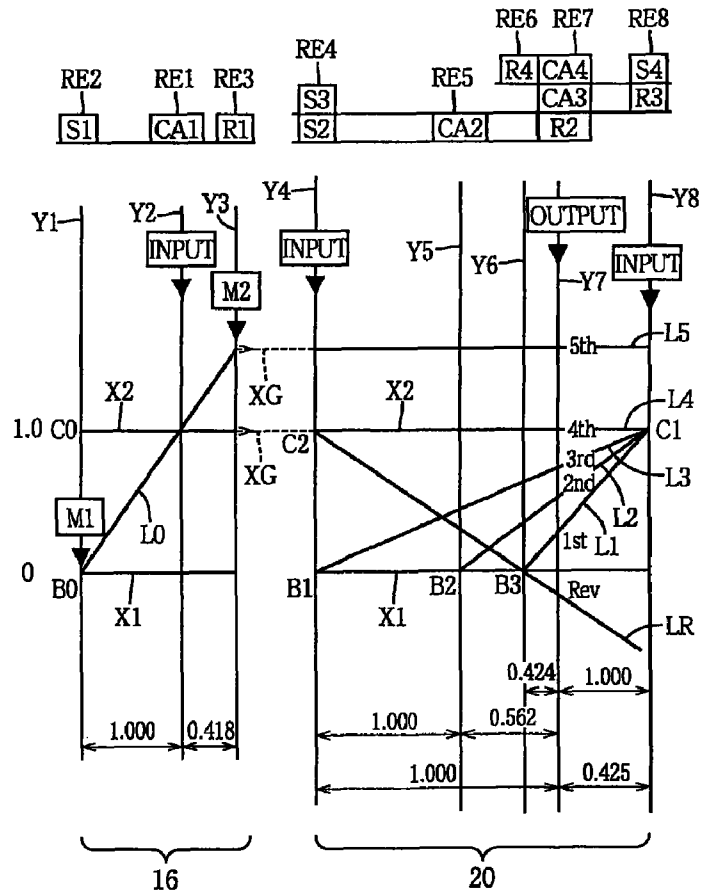 RE6 RE7 RE8
RE4
R4 CA4 S4
RE2 RE1 RE3 RE5
S3 CA3 R3
S1 CA1 R1 S2 CA2 R2
Y4 Y8
Y1 Y2 Y3 OUTPUT
INPUT INPUT Y5 Y6 Y7 INPUT
M2
5th L5
XG
X2 X2 L4
1.0 C0 C2 4th C1
XG 3rd L3
2nd
M1 L0 L2
1st L1
0
B0 B1 B2 B3 Rev
X1 X1
LR
0.424 1.000
1.000 0.418 1.000 0.562
1.000 0.425
16 20